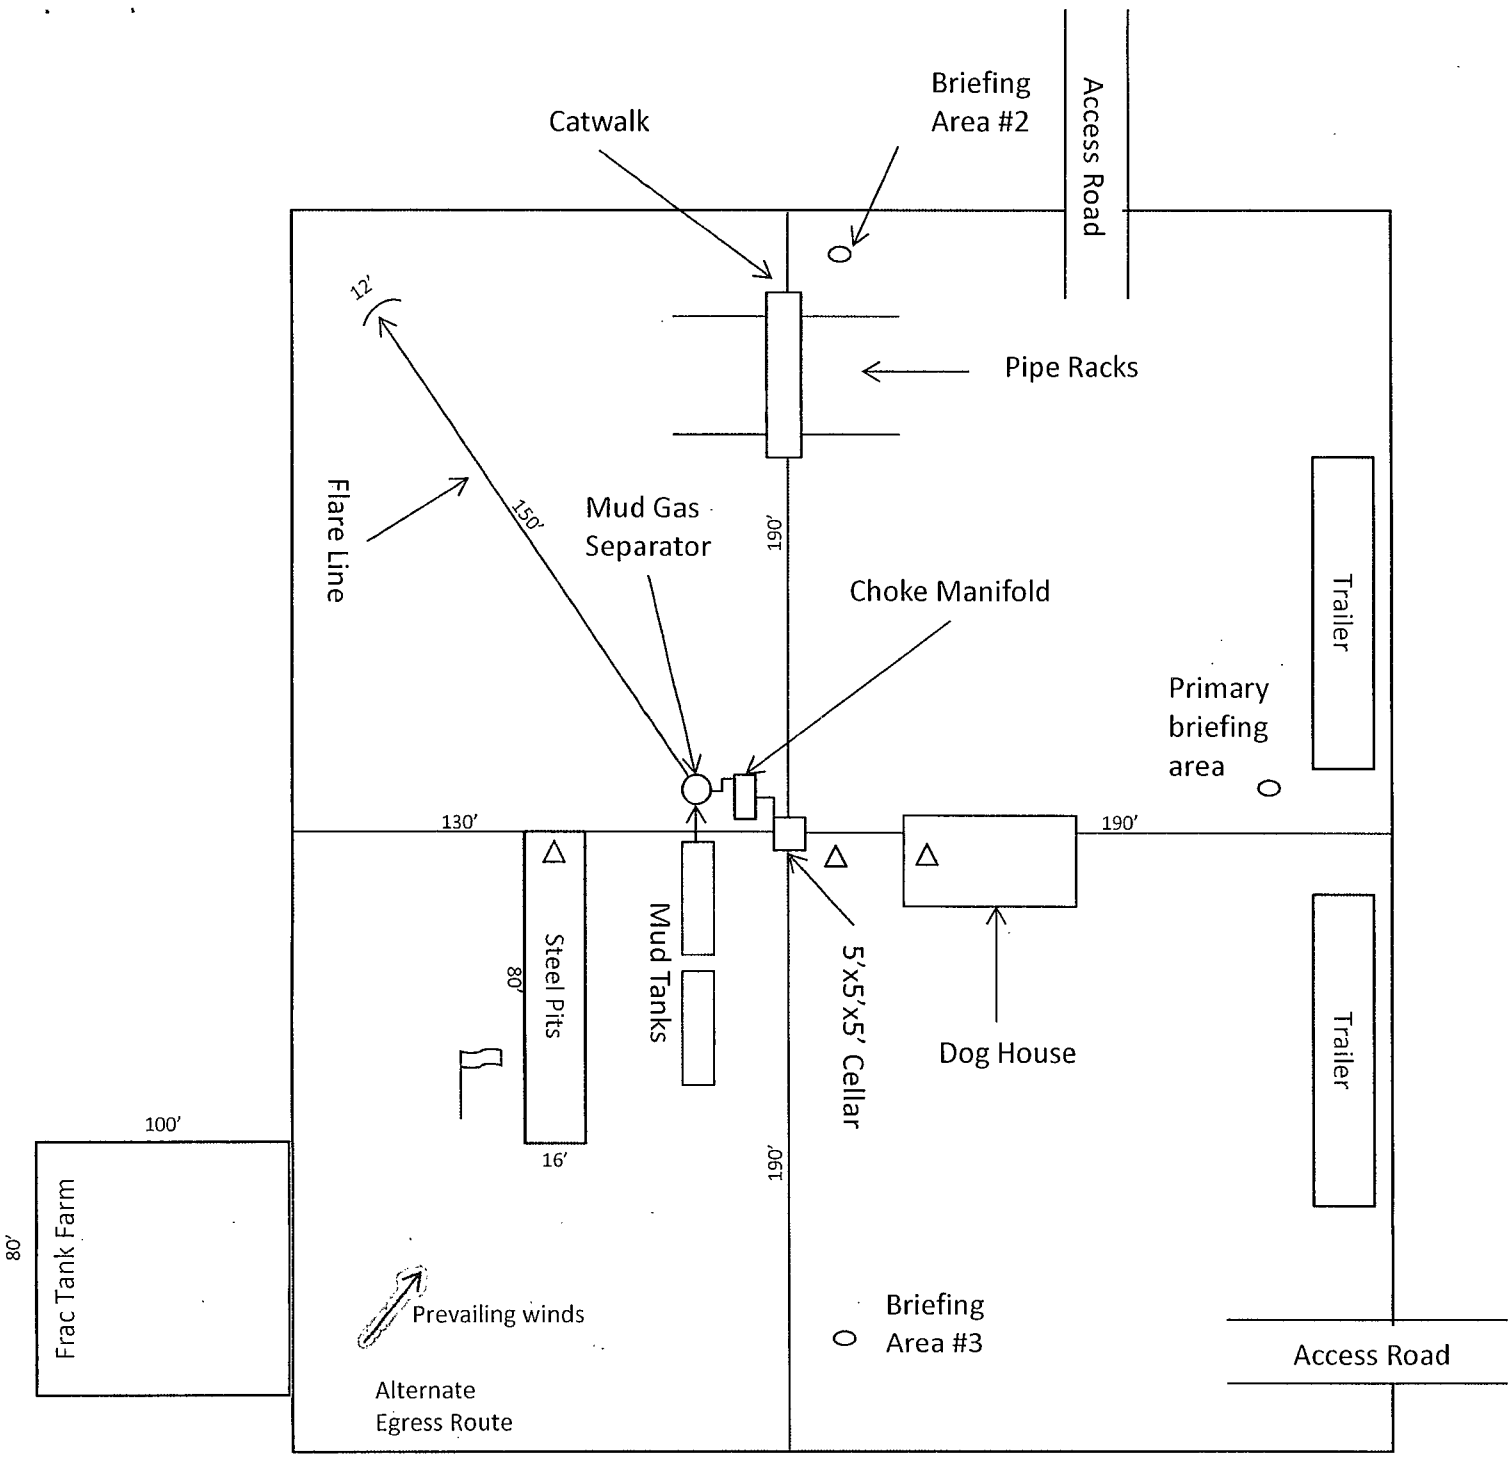 Briefing
Area #2
Catwalk
Access Road
12'
Pipe Racks
Flare Line
150'
Mud Gas
Separator
190'
Choke Manifold
Trailer
Primary
briefing
area
130'
190'
Mud Tanks
Steel Pits
80'
5'x5'x5' Cellar
Dog House
Trailer
100'
16'
190'
Frac Tank Farm
80'
Prevailing winds
Briefing
Area #3
Access Road
Alternate
Egress Route